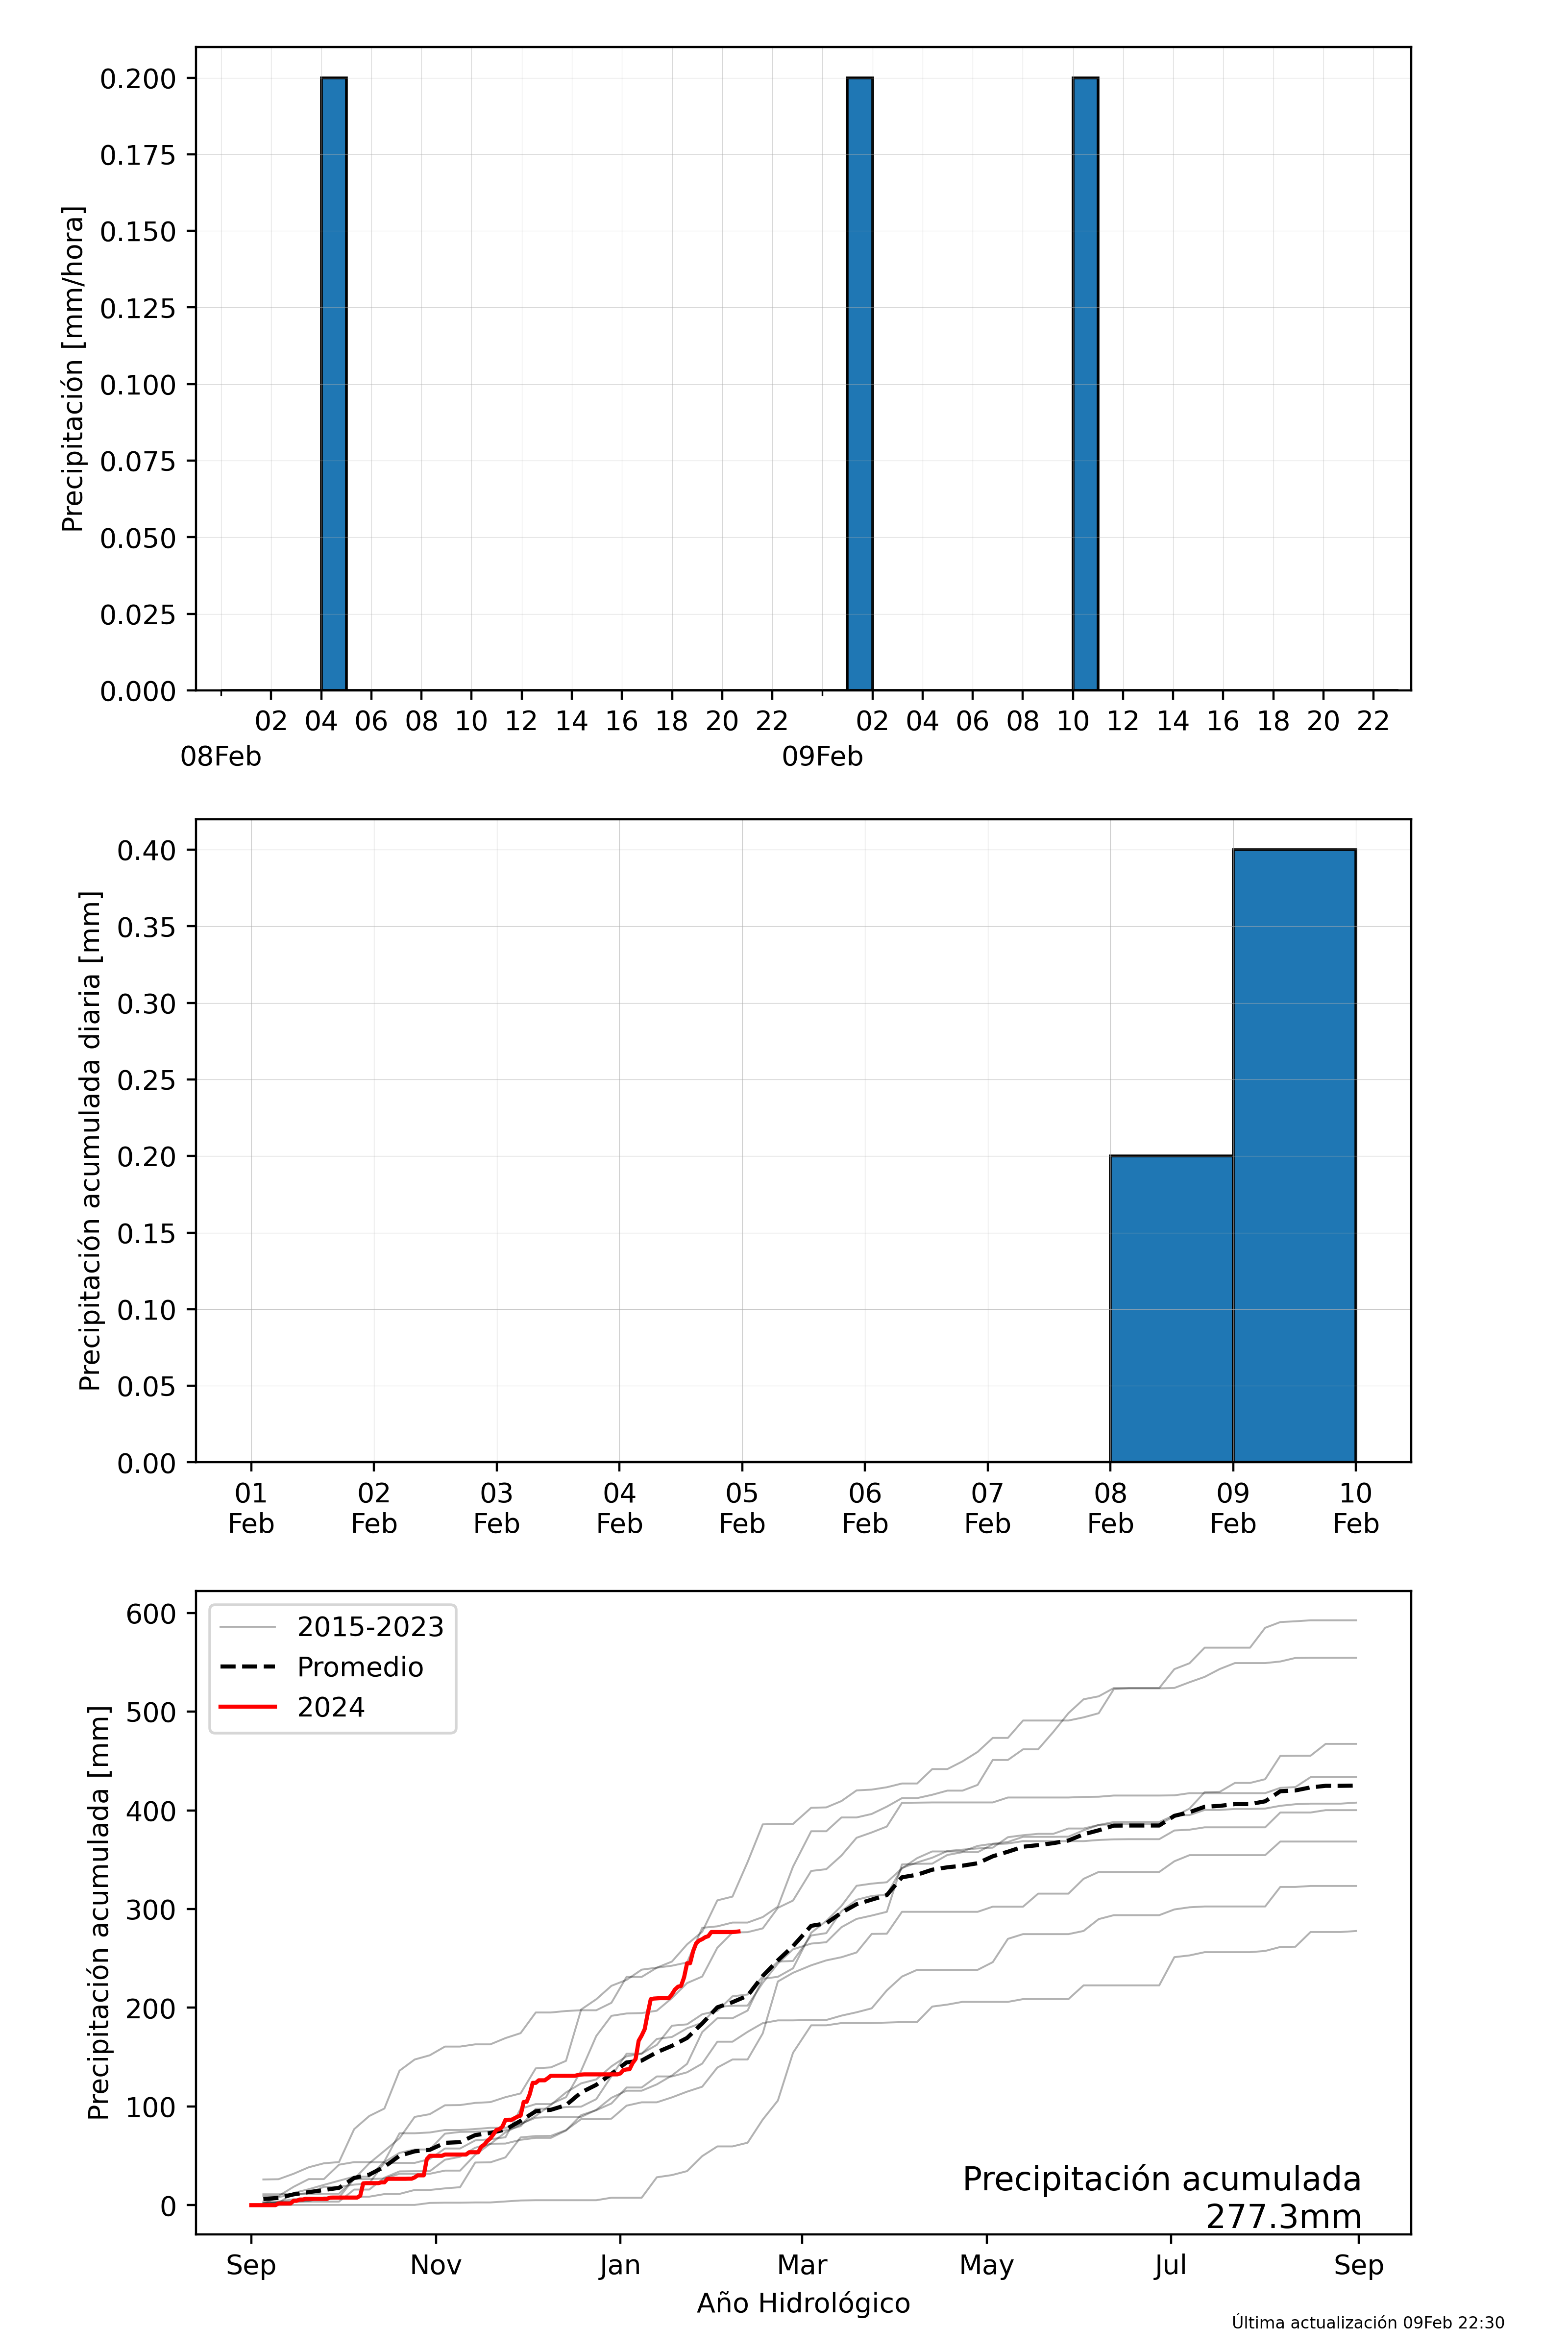 0.200
0.175
0.150
0.125
0.100
0.075
0.050
0.025
0.000
Precipitación [mm/hora]
02 04 06 08 10 12 14 16 18 20 22 02 04 06 08 10 12 14 16 18 20 22
08Feb 09Feb
0.40
0.35
0.30
0.25
0.20
0.15
0.10
0.05
0.00
Precipitación acumulada diaria [mm]
01 02 03 04 05 06 07 08 09 10
Feb Feb Feb Feb Feb Feb Feb Feb Feb Feb
600
500
400
300
200
100
0
Precipitación acumulada [mm]
2015-2023
Promedio
2024
Precipitación acumulada
277.3mm
Sep Nov Jan Mar May Jul Sep
Año Hidrológico
Última actualización 09Feb 22:30